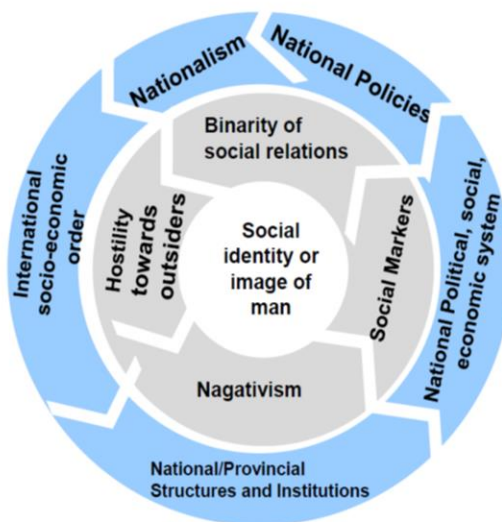 Nationalism
National Policies
National Political, social,
economic system
National/Provincial
Structures and Institutions
International
socio-economic
order
Binarity of
social relations
Social Markers
Nagativism
Hostility
towards
outsiders
Social
identity or
image of
man